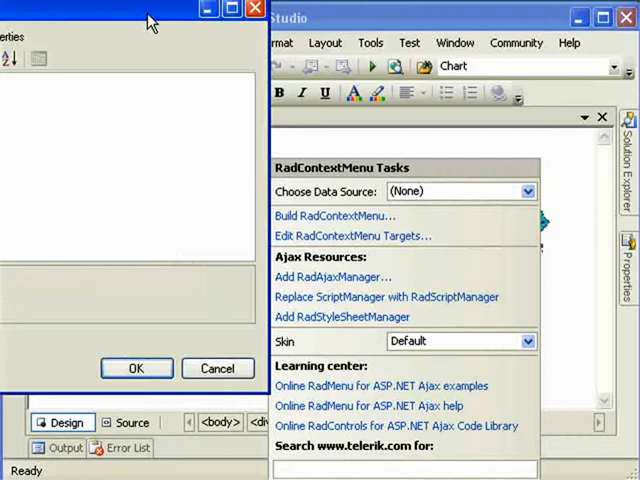 Studio
erties
rmat Layout Tools Test Window Community Help
Chart
B I U A
RadContextMenu Tasks
Choose Data Source: (None)
Build RadContextMenu...
Edit RadContextMenu Targets...
Ajax Resources:
Add RadAjaxManager...
Replace ScriptManager with RadScriptManager
Add RadStyleSheetManager
Skin Default
Learning center:
Online RadMenu for ASP.NET Ajax examples
Online RadMenu for ASP.NET Ajax help
Online RadControls for ASP.NET Ajax Code Library
Search www.telerik.com for:
OK Cancel
Solution Explorer
Properties
Design Source <body> <di
Output Error List
Ready